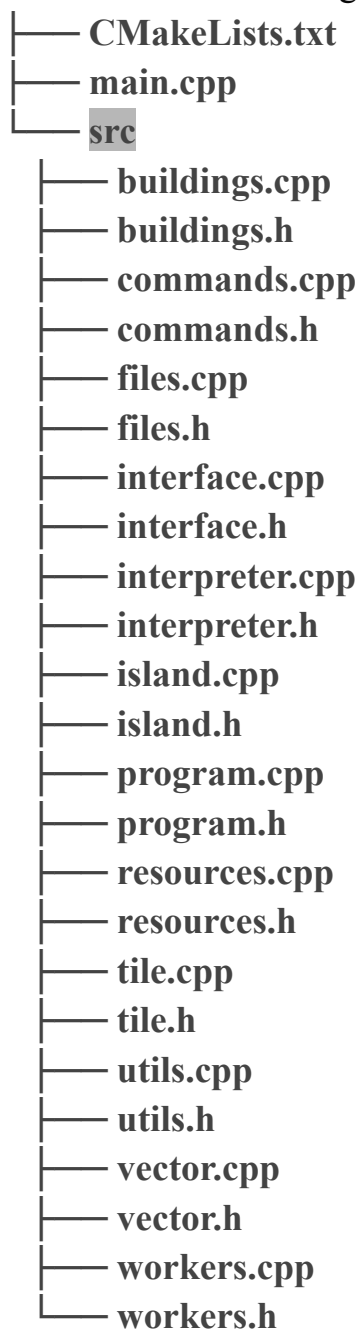 ├── CMakeLists.txt
├── main.cpp
└── src
├── buildings.cpp
├── buildings.h
├── commands.cpp
├── commands.h
├── files.cpp
├── files.h
├── interface.cpp
├── interface.h
├── interpreter.cpp
├── interpreter.h
├── island.cpp
├── island.h
├── program.cpp
├── program.h
├── resources.cpp
├── resources.h
├── tile.cpp
├── tile.h
├── utils.cpp
├── utils.h
├── vector.cpp
├── vector.h
├── workers.cpp
└── workers.h